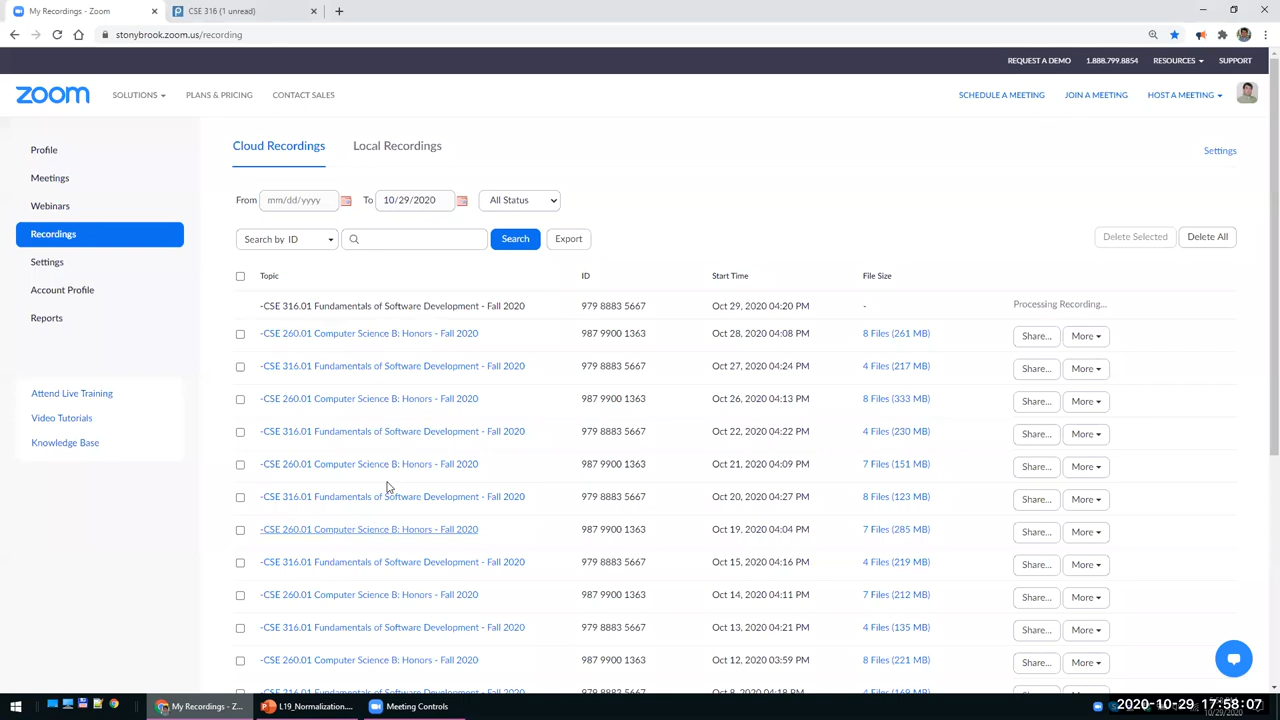 My Recordings - Zoom
CSE 316 (1 unread)
stonybrook.zoom.us/recording
REQUEST A DEMO 1.888.799.8854 RESOURCES SUPPORT
zoom SOLUTIONS PLANS & PRICING CONTACT SALES SCHEDULE A MEETING JOIN A MEETING HOST A MEETING
Profile
Meetings
Webinars
Recordings
Settings
Account Profile
Reports
Attend Live Training
Video Tutorials
Knowledge Base
Cloud Recordings Local Recordings Settings
From mm/dd/yyyy To 10/29/2020 All Status
Search by ID Search Export Delete Selected Delete All
Topic ID Start Time File Size
-CSE 316.01 Fundamentals of Software Development - Fall 2020 979 8883 5667 Oct 29, 2020 04:20 PM - Processing Recording...
-CSE 260.01 Computer Science B: Honors - Fall 2020 987 9900 1363 Oct 28, 2020 04:08 PM 8 Files (261 MB) Share... More
-CSE 316.01 Fundamentals of Software Development - Fall 2020 979 8883 5667 Oct 27, 2020 04:24 PM 4 Files (217 MB) Share... More
-CSE 260.01 Computer Science B: Honors - Fall 2020 987 9900 1363 Oct 26, 2020 04:13 PM 8 Files (333 MB) Share... More
-CSE 316.01 Fundamentals of Software Development - Fall 2020 979 8883 5667 Oct 22, 2020 04:22 PM 4 Files (230 MB) Share... More
-CSE 260.01 Computer Science B: Honors - Fall 2020 987 9900 1363 Oct 21, 2020 04:09 PM 7 Files (151 MB) Share... More
-CSE 316.01 Fundamentals of Software Development - Fall 2020 979 8883 5667 Oct 20, 2020 04:27 PM 8 Files (123 MB) Share... More
-CSE 260.01 Computer Science B: Honors - Fall 2020 987 9900 1363 Oct 19, 2020 04:04 PM 7 Files (285 MB) Share... More
-CSE 316.01 Fundamentals of Software Development - Fall 2020 979 8883 5667 Oct 15, 2020 04:16 PM 4 Files (219 MB) Share... More
-CSE 260.01 Computer Science B: Honors - Fall 2020 987 9900 1363 Oct 14, 2020 04:11 PM 7 Files (212 MB) Share... More
-CSE 316.01 Fundamentals of Software Development - Fall 2020 979 8883 5667 Oct 13, 2020 04:21 PM 4 Files (135 MB) Share... More
-CSE 260.01 Computer Science B: Honors - Fall 2020 987 9900 1363 Oct 12, 2020 03:59 PM 8 Files (221 MB) Share... More
-CSE 316.01 Fundamentals of Software Development - Fall 2020 979 8883 5667 Oct 8, 2020 04:18 PM 4 Files (169 MB)
My Recordings - Z... L19_Normalization.... Meeting Controls
2020-10-29 17:58:07
10/29/2020